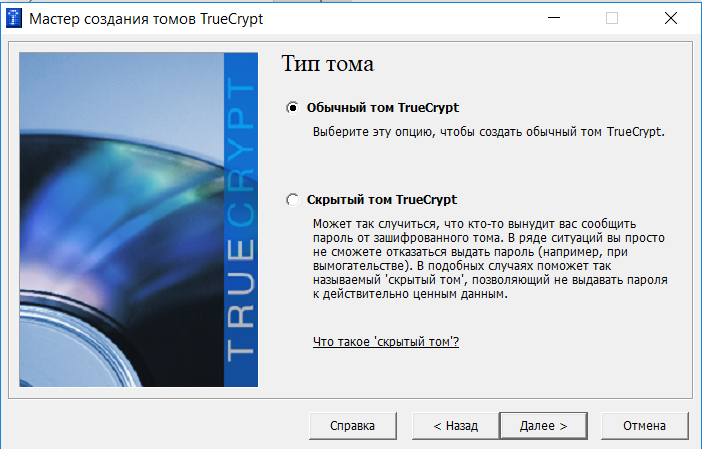 Мастер создания томов TrueCrypt
TRUECRYPT
Тип тома
Обычный том TrueCrypt
Выберите эту опцию, чтобы создать обычный том TrueCrypt.
Скрытый том TrueCrypt
Может так случиться, что кто-то вынудит вас сообщить
пароль от зашифрованного тома. В ряде ситуаций вы просто
не сможете отказаться выдать пароль (например, при
вымогательстве). В подобных случаях поможет так
называемый 'скрытый том', позволяющий не выдавать пароля
к действительно ценным данным.
Что такое 'скрытый том'?
Справка
< Назад
Далее >
Отмена